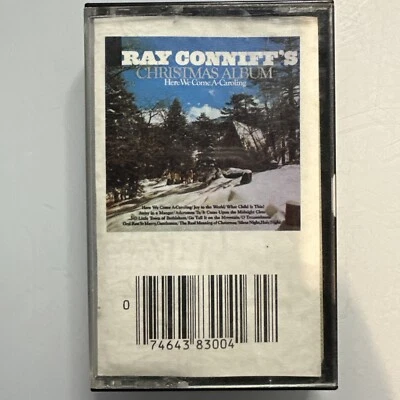 RAY CONNIFF'S
CHRISTMAS ALBUM
Here We Come A-Caroling
Here We Come A-Caroling/Joy to the World/What Child Is This?
Away in a Manger/Adeste Fideles/It Came Upon the Midnight Clear
O Little Town of Bethlehem/Go Tell It on the Mountain/O Tannenbaum
God Rest Ye Merry, Gentlemen/The Real Meaning of Christmas/Silent Night, Holy Night
0
74643 83004